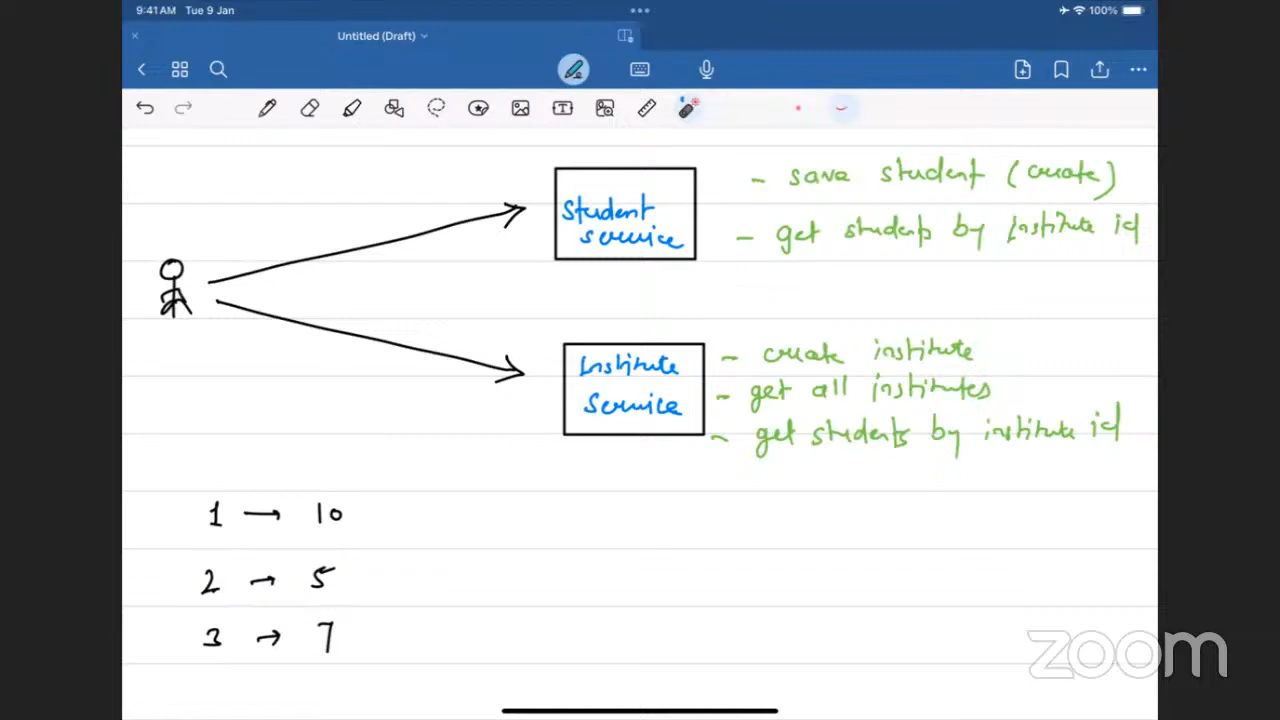 9:41 AM Tue 9 Jan
100%
Untitled (Draft)
- save student (create)
Student
service
- get students by institute id
Institute
Service
- create institute
- get all institutes
- get students by institute id
1 → 10
2 → 5
3 → 7
zoom